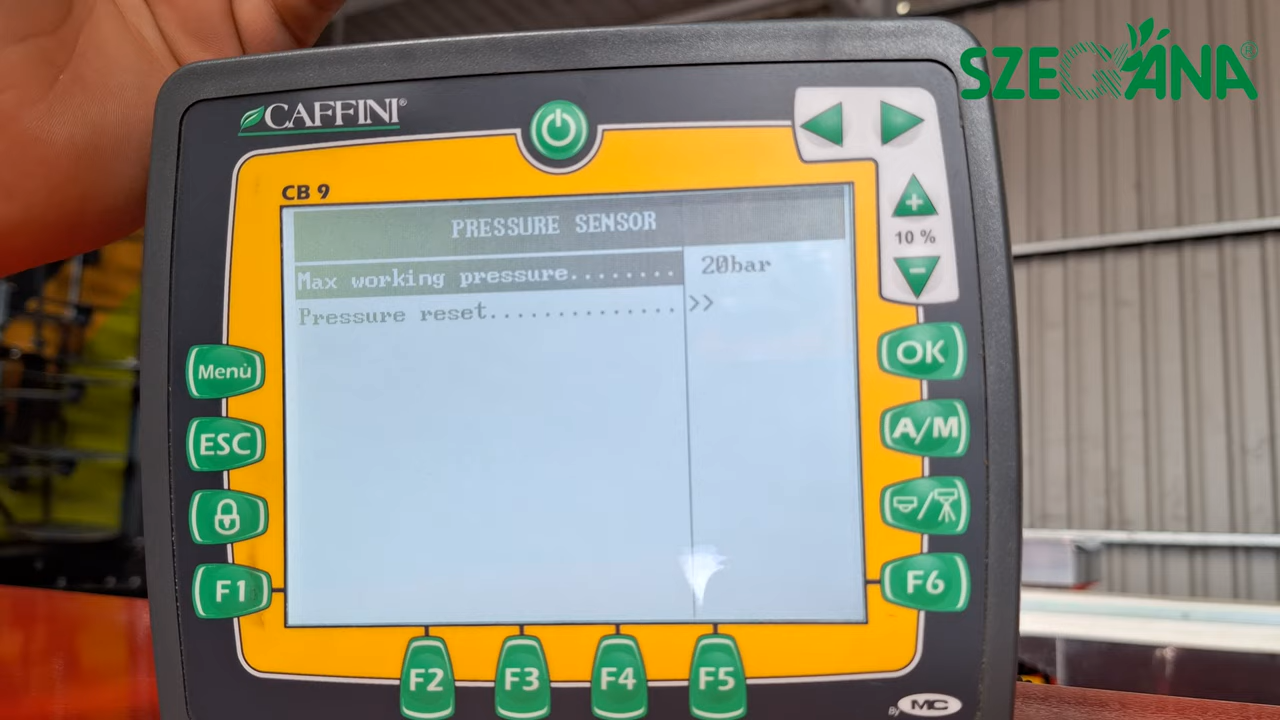 SZEGÁNA®
CAFFINI®
CB 9
PRESSURE SENSOR
Max working pressure........ 20bar
Pressure reset.............. >>
+
10 %
-
Menù
ESC
F1
F2
F3
F4
F5
OK
A/M
/
F6
By MC